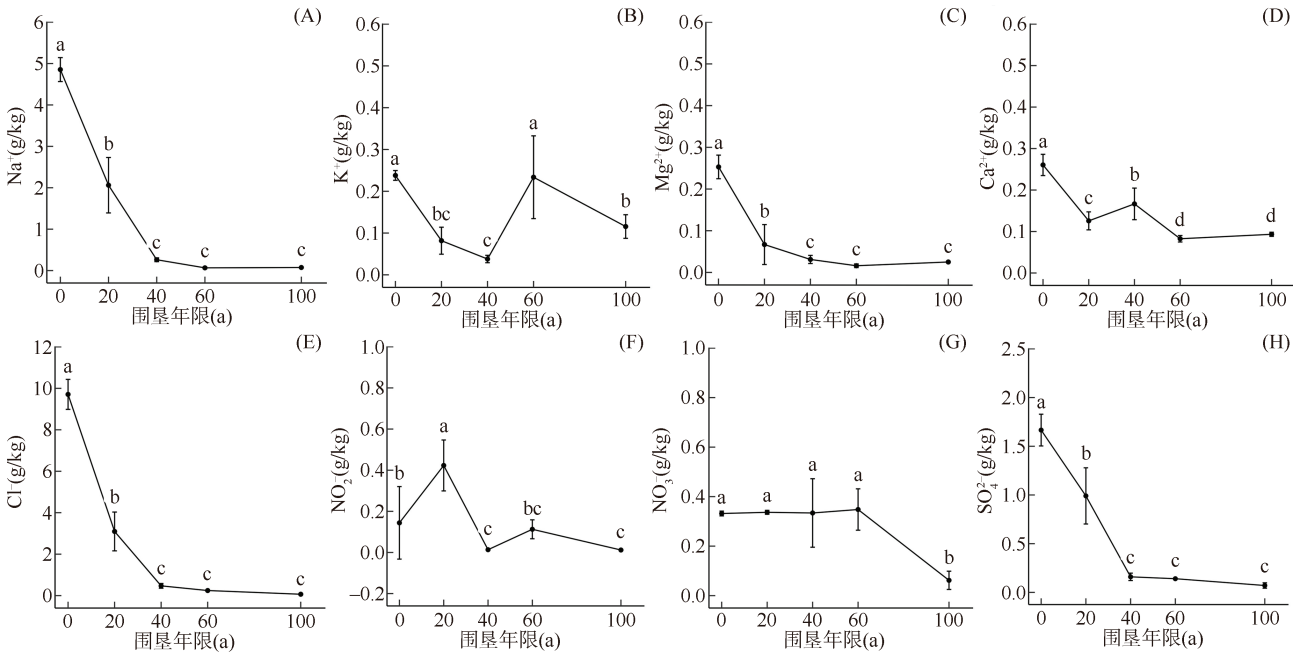 (A)
6
5
4
3
2
1
0
Na⁺(g/kg)
a
b
c
c
c
0 20 40 60 100
围垦年限(a)
(B)
0.6
0.5
0.4
0.3
0.2
0.1
0.0
K⁺(g/kg)
a
bc
c
a
b
0 20 40 60 100
围垦年限(a)
(C)
0.6
0.5
0.4
0.3
0.2
0.1
0.0
Mg²⁺(g/kg)
a
b
c
c
c
0 20 40 60 100
围垦年限(a)
(D)
0.6
0.5
0.4
0.3
0.2
0.1
0.0
Ca²⁺(g/kg)
a
c
b
d
d
0 20 40 60 100
围垦年限(a)
(E)
12
10
8
6
4
2
0
Cl⁻(g/kg)
a
b
c
c
c
0 20 40 60 100
围垦年限(a)
(F)
1.0
0.8
0.6
0.4
0.2
0.0
−0.2
NO₂⁻(g/kg)
b
a
c
bc
c
0 20 40 60 100
围垦年限(a)
(G)
1.0
0.8
0.6
0.4
0.2
0.0
NO₃⁻(g/kg)
a
a
a
a
b
0 20 40 60 100
围垦年限(a)
(H)
2.5
2.0
1.5
1.0
0.5
0.0
SO₄²⁻(g/kg)
a
b
c
c
c
0 20 40 60 100
围垦年限(a)